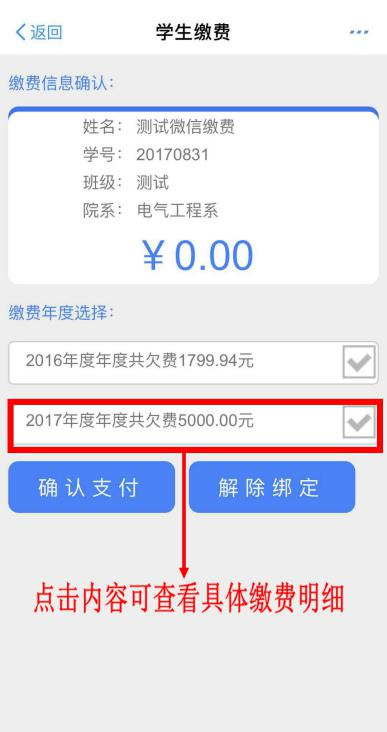 返回
学生缴费
缴费信息确认：
姓名： 测试微信缴费
学号： 20170831
班级： 测试
院系： 电气工程系
￥0.00
缴费年度选择：
2016年度年度共欠费1799.94元
2017年度年度共欠费5000.00元
确认支付
解除绑定
点击内容可查看具体缴费明细